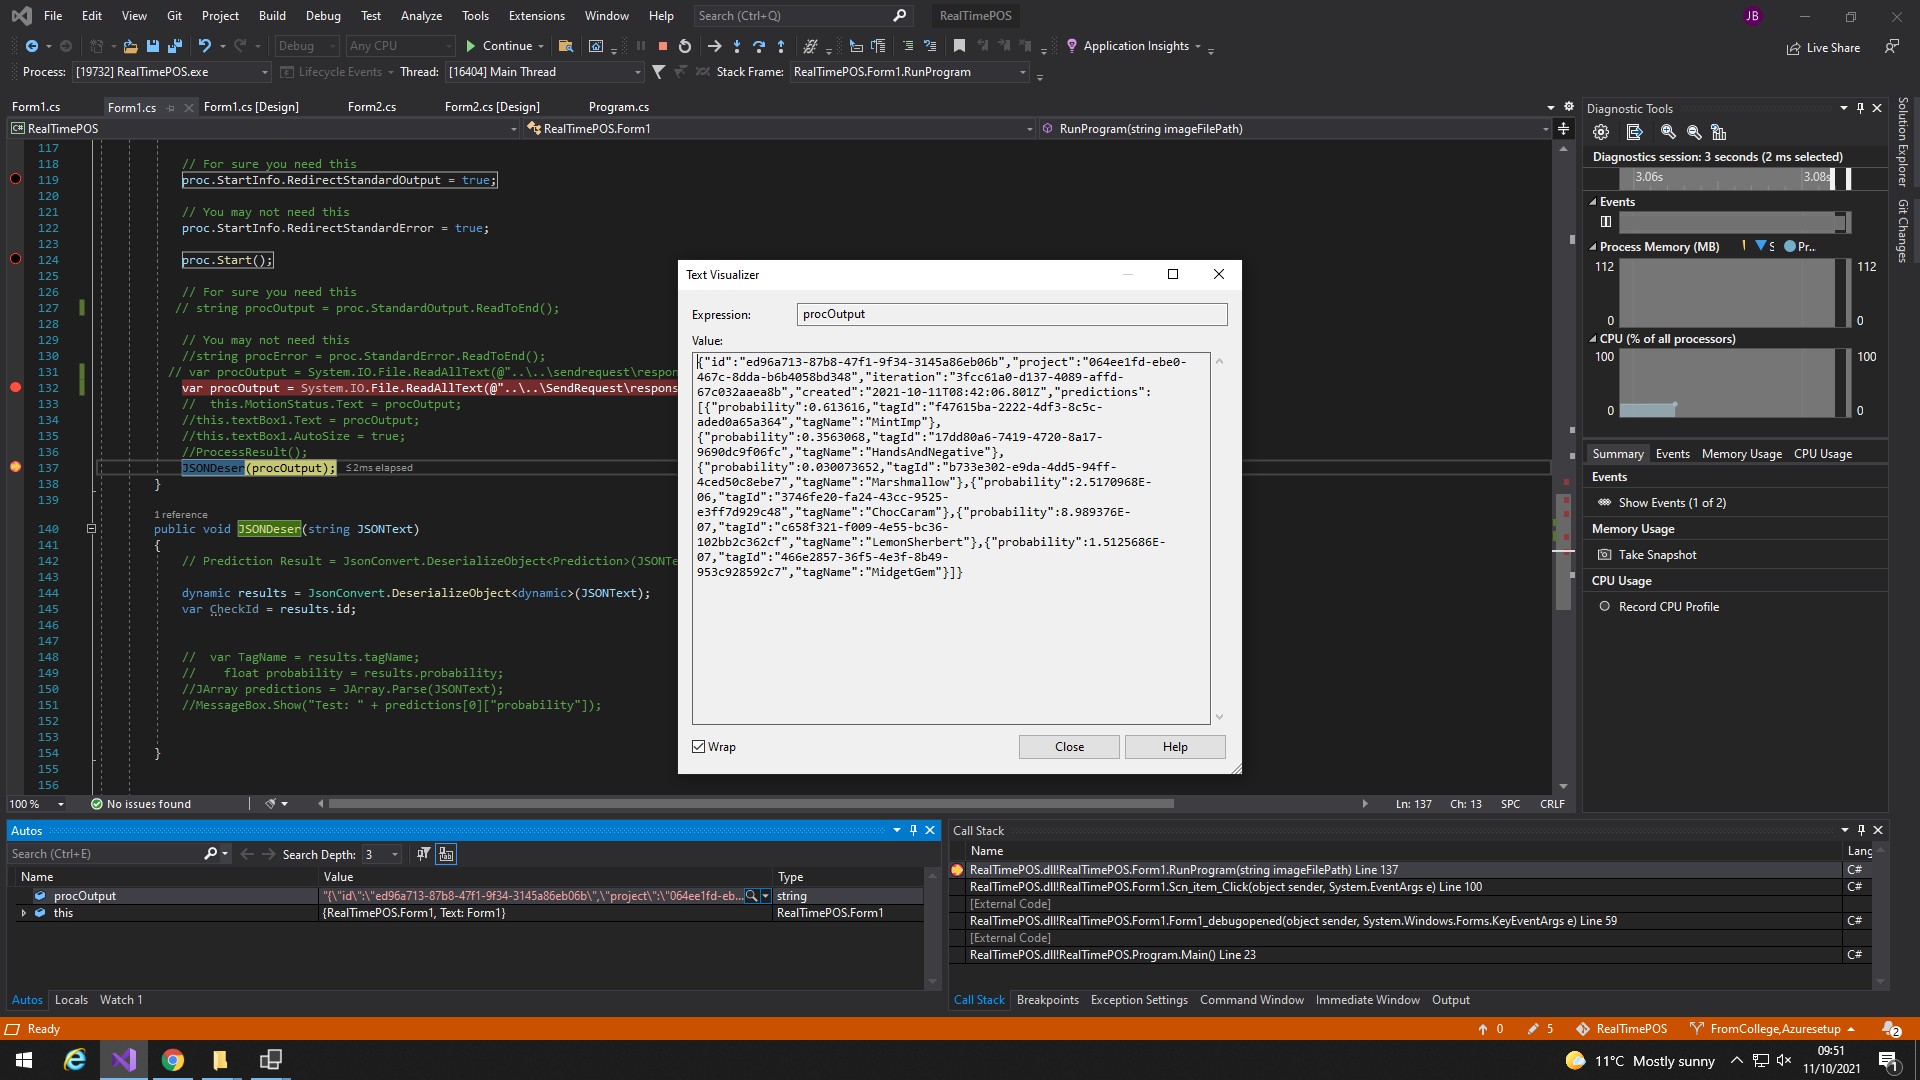 File Edit View Git Project Build Debug Test Analyze Tools Extensions Window Help Search (Ctrl+Q) RealTimePOS JB
Debug Any CPU Continue Application Insights Live Share
Process: [19732] RealTimePOS.exe Lifecycle Events Thread: [16404] Main Thread Stack Frame: RealTimePOS.Form1.RunProgram
Form1.cs Form1.cs Form1.cs [Design] Form2.cs Form2.cs [Design] Program.cs
RealTimePOS RealTimePOS.Form1 RunProgram(string imageFilePath)
117
118 // For sure you need this
119 proc.StartInfo.RedirectStandardOutput = true;
120
121 // You may not need this
122 proc.StartInfo.RedirectStandardError = true;
123
124 proc.Start();
125
126 // For sure you need this
127 // string procOutput = proc.StandardOutput.ReadToEnd();
128
129 // You may not need this
130 //string procError = proc.StandardError.ReadToEnd();
131 // var procOutput = System.IO.File.ReadAllText(@"..\..\sendrequest\respon
132 var procOutput = System.IO.File.ReadAllText(@"..\..\SendRequest\respons
133 // this.MotionStatus.Text = procOutput;
134 //this.textBox1.Text = procOutput;
135 //this.textBox1.AutoSize = true;
136 //ProcessResult();
137 JSONDeser(procOutput); ≤2ms elapsed
138 }
139
1 reference
140 public void JSONDeser(string JSONText)
141 {
142 // Prediction Result = JsonConvert.DeserializeObject<Prediction>(JSONTe
143
144 dynamic results = JsonConvert.DeserializeObject<dynamic>(JSONText);
145 var CheckId = results.id;
146
147
148 // var TagName = results.tagName;
149 // float probability = results.probability;
150 //JArray predictions = JArray.Parse(JSONText);
151 //MessageBox.Show("Test: " + predictions[0]["probability"]);
152
153
154 }
155
156
100 % No issues found Ln: 137 Ch: 13 SPC CRLF
Text Visualizer
Expression: procOutput
Value:
{"id":"ed96a713-87b8-47f1-9f34-3145a86eb06b","project":"064ee1fd-ebe0-
467c-8dda-b6b4058bd348","iteration":"3fcc61a0-d137-4089-affd-
67c032aaea8b","created":"2021-10-11T08:42:06.801Z","predictions":
[{"probability":0.613616,"tagId":"f47615ba-2222-4df3-8c5c-
aded0a65a364","tagName":"MintImp"},
{"probability":0.3563068,"tagId":"17dd80a6-7419-4720-8a17-
9690dc9f06fc","tagName":"HandsAndNegative"},
{"probability":0.030073652,"tagId":"b733e302-e9da-4dd5-94ff-
4ced50c8ebe7","tagName":"Marshmallow"},{"probability":2.5170968E-
06,"tagId":"3746fe20-fa24-43cc-9525-
e3ff7d929c48","tagName":"ChocCaram"},{"probability":8.989376E-
07,"tagId":"c658f321-f009-4e55-bc36-
102bb2c362cf","tagName":"LemonSherbert"},{"probability":1.5125686E-
07,"tagId":"466e2857-36f5-4e3f-8b49-
953c928592c7","tagName":"MidgetGem"}]}
Wrap Close Help
Diagnostic Tools
Diagnostics session: 3 seconds (2 ms selected)
3.06s 3.08s
Events
Process Memory (MB) S Pr...
112 112
0 0
CPU (% of all processors)
100 100
0 0
Summary Events Memory Usage CPU Usage
Events
Show Events (1 of 2)
Memory Usage
Take Snapshot
CPU Usage
Record CPU Profile
Solution Explorer
Git Changes
Autos
Search (Ctrl+E) Search Depth: 3
Name Value Type
procOutput "{\"id\":\"ed96a713-87b8-47f1-9f34-3145a86eb06b\",\"project\":\"064ee1fd-eb... string
this {RealTimePOS.Form1, Text: Form1} RealTimePOS.Form1
Autos Locals Watch 1
Call Stack
Name Lang
RealTimePOS.dll!RealTimePOS.Form1.RunProgram(string imageFilePath) Line 137 C#
RealTimePOS.dll!RealTimePOS.Form1.Scn_item_Click(object sender, System.EventArgs e) Line 100 C#
[External Code]
RealTimePOS.dll!RealTimePOS.Form1.Form1_debugopened(object sender, System.Windows.Forms.KeyEventArgs e) Line 59 C#
[External Code]
RealTimePOS.dll!RealTimePOS.Program.Main() Line 23 C#
Call Stack Breakpoints Exception Settings Command Window Immediate Window Output
Ready 0 5 RealTimePOS FromCollege,Azuresetup 2
11°C Mostly sunny 09:51
11/10/2021 1